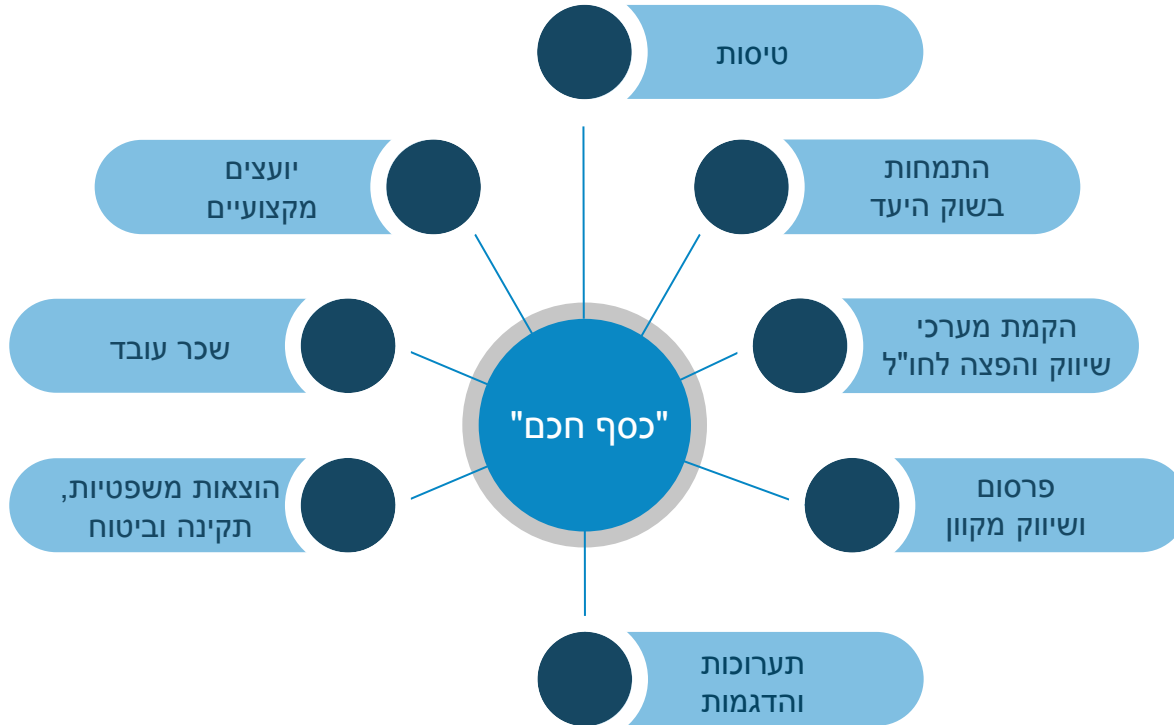 טיסות
התמחות
בשוק היעד
הקמת מערכי
שיווק והפצה לחו"ל
פרסום
ושיווק מקוון
תערוכות
והדגמות
הוצאות משפטיות,
תקינה וביטוח
שכר עובד
יועצים
מקצועיים
"כסף חכם"